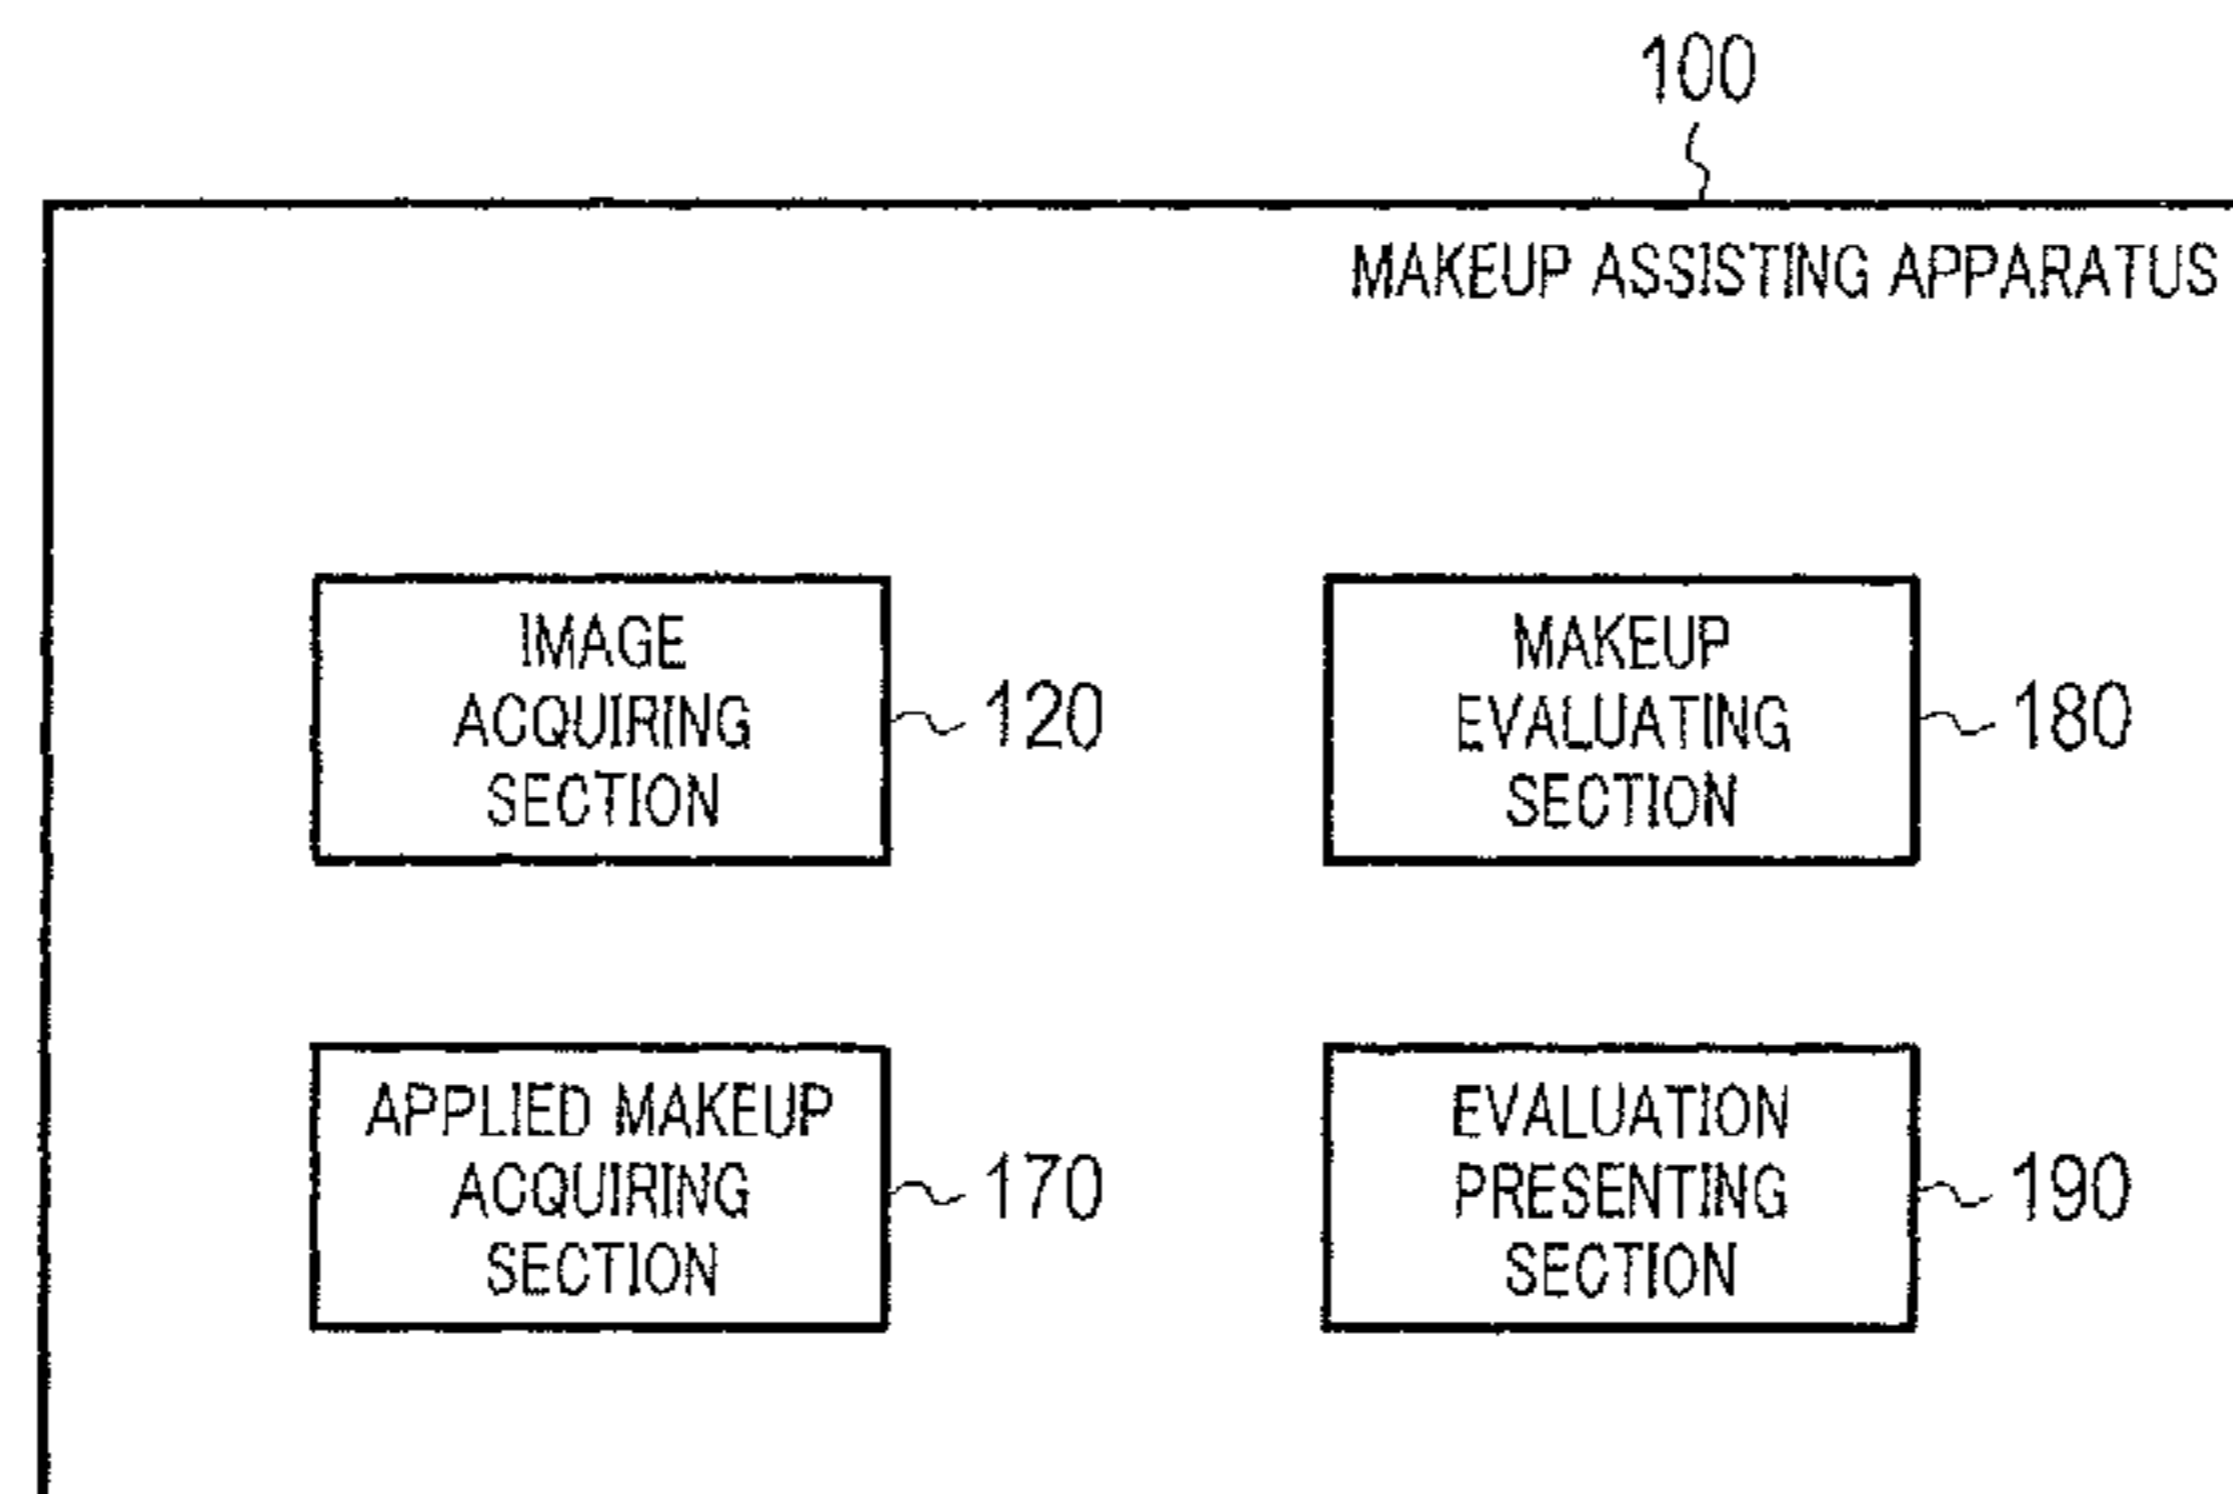 100
MAKEUP ASSISTING APPARATUS
IMAGE
ACQUIRING
SECTION
120
MAKEUP
EVALUATING
SECTION
180
APPLIED MAKEUP
ACQUIRING
SECTION
170
EVALUATION
PRESENTING
SECTION
190